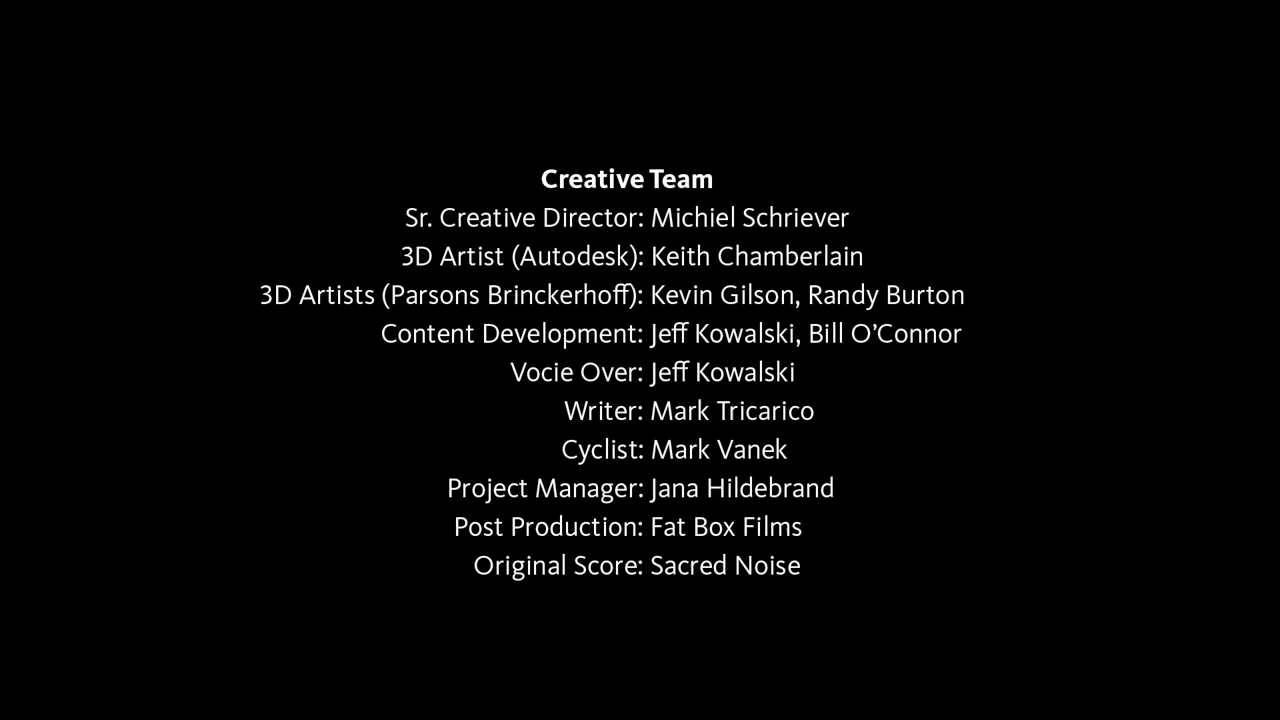 Creative Team
Sr. Creative Director: Michiel Schriever
3D Artist (Autodesk): Keith Chamberlain
3D Artists (Parsons Brinckerhoff): Kevin Gilson, Randy Burton
Content Development: Jeff Kowalski, Bill O’Connor
Vocie Over: Jeff Kowalski
Writer: Mark Tricarico
Cyclist: Mark Vanek
Project Manager: Jana Hildebrand
Post Production: Fat Box Films
Original Score: Sacred Noise